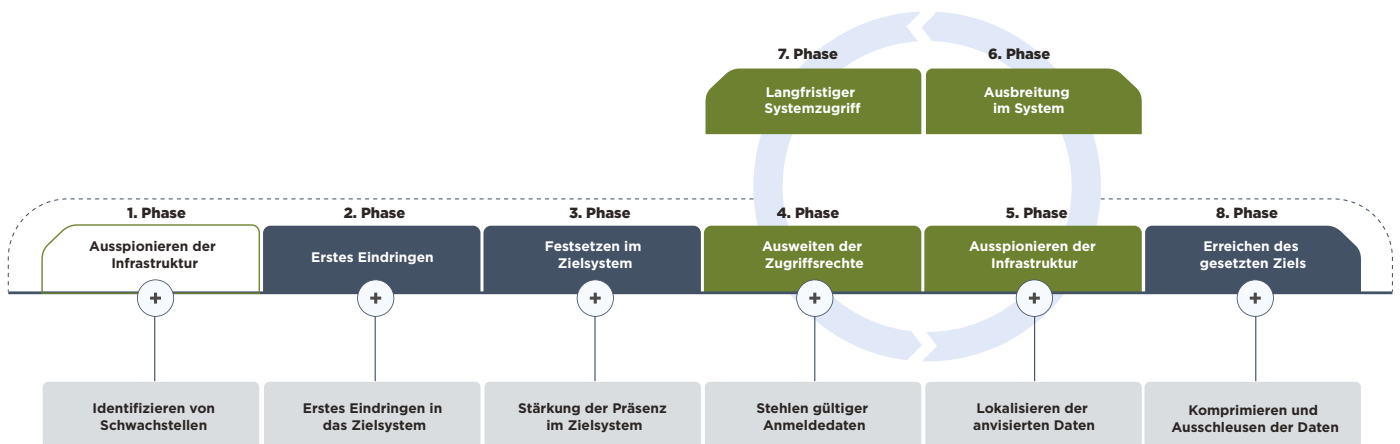 7. Phase
6. Phase
Langfristiger
Systemzugriff
Ausbreitung
im System
1. Phase
2. Phase
3. Phase
4. Phase
5. Phase
8. Phase
Ausspionieren der
Infrastruktur
Erstes Eindringen
Festsetzen im
Zielsystem
Ausweiten der
Zugriffsrechte
Ausspionieren der
Infrastruktur
Erreichen des
gesetzten Ziels
+
+
+
+
+
+
Identifizieren von
Schwachstellen
Erstes Eindringen in
das Zielsystem
Stärkung der Präsenz
im Zielsystem
Stehlen gültiger
Anmeldedaten
Lokalisieren der
anvisierten Daten
Komprimieren und
Ausschleusen der Daten